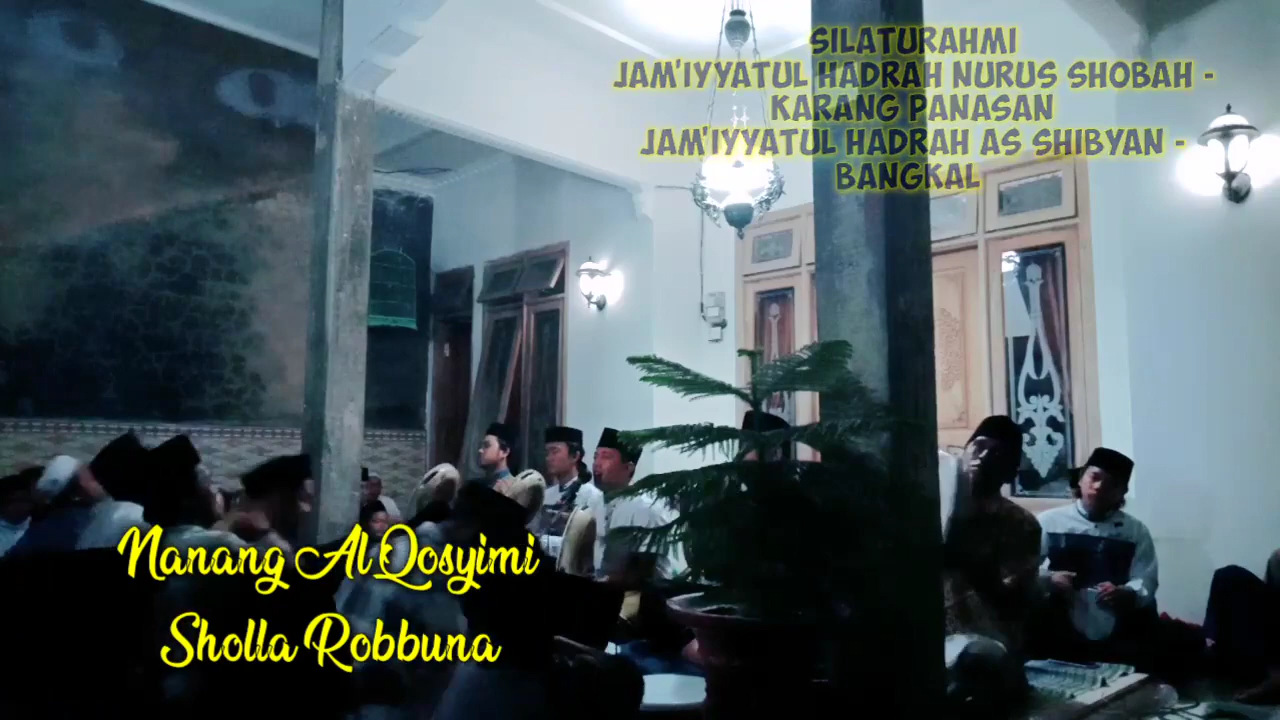 SILATURAHMI
JAM'IYYATUL HADRAH NURUS SHOBAH -
KARANG PANASAN
JAM'IYYATUL HADRAH AS SHIBYAN -
BANGKAL
Nanang Al Qosyimi
Sholla Robbuna